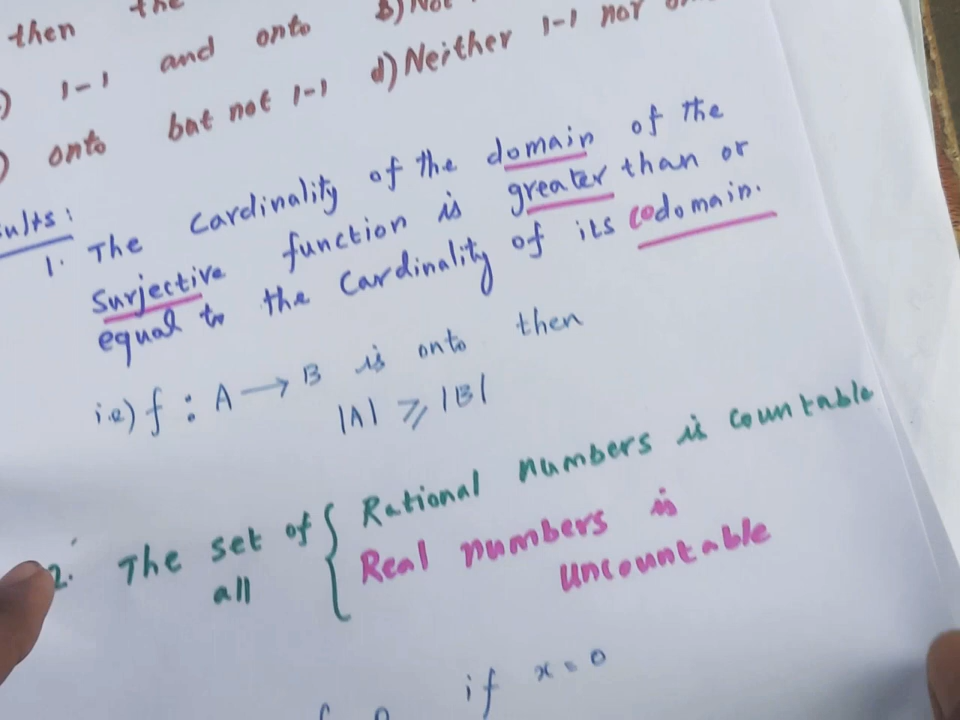 then the
1-1 and onto b) Not
onto but not 1-1 d) Neither 1-1 nor
1. The cardinality of the domain of the
surjective function is greater than or
equal to the cardinality of its codomain.
i.e) f : A → B is onto then
|A| ⩾ |B|
2. The set of all { Rational numbers is countable
Real numbers is
uncountable
if x = 0